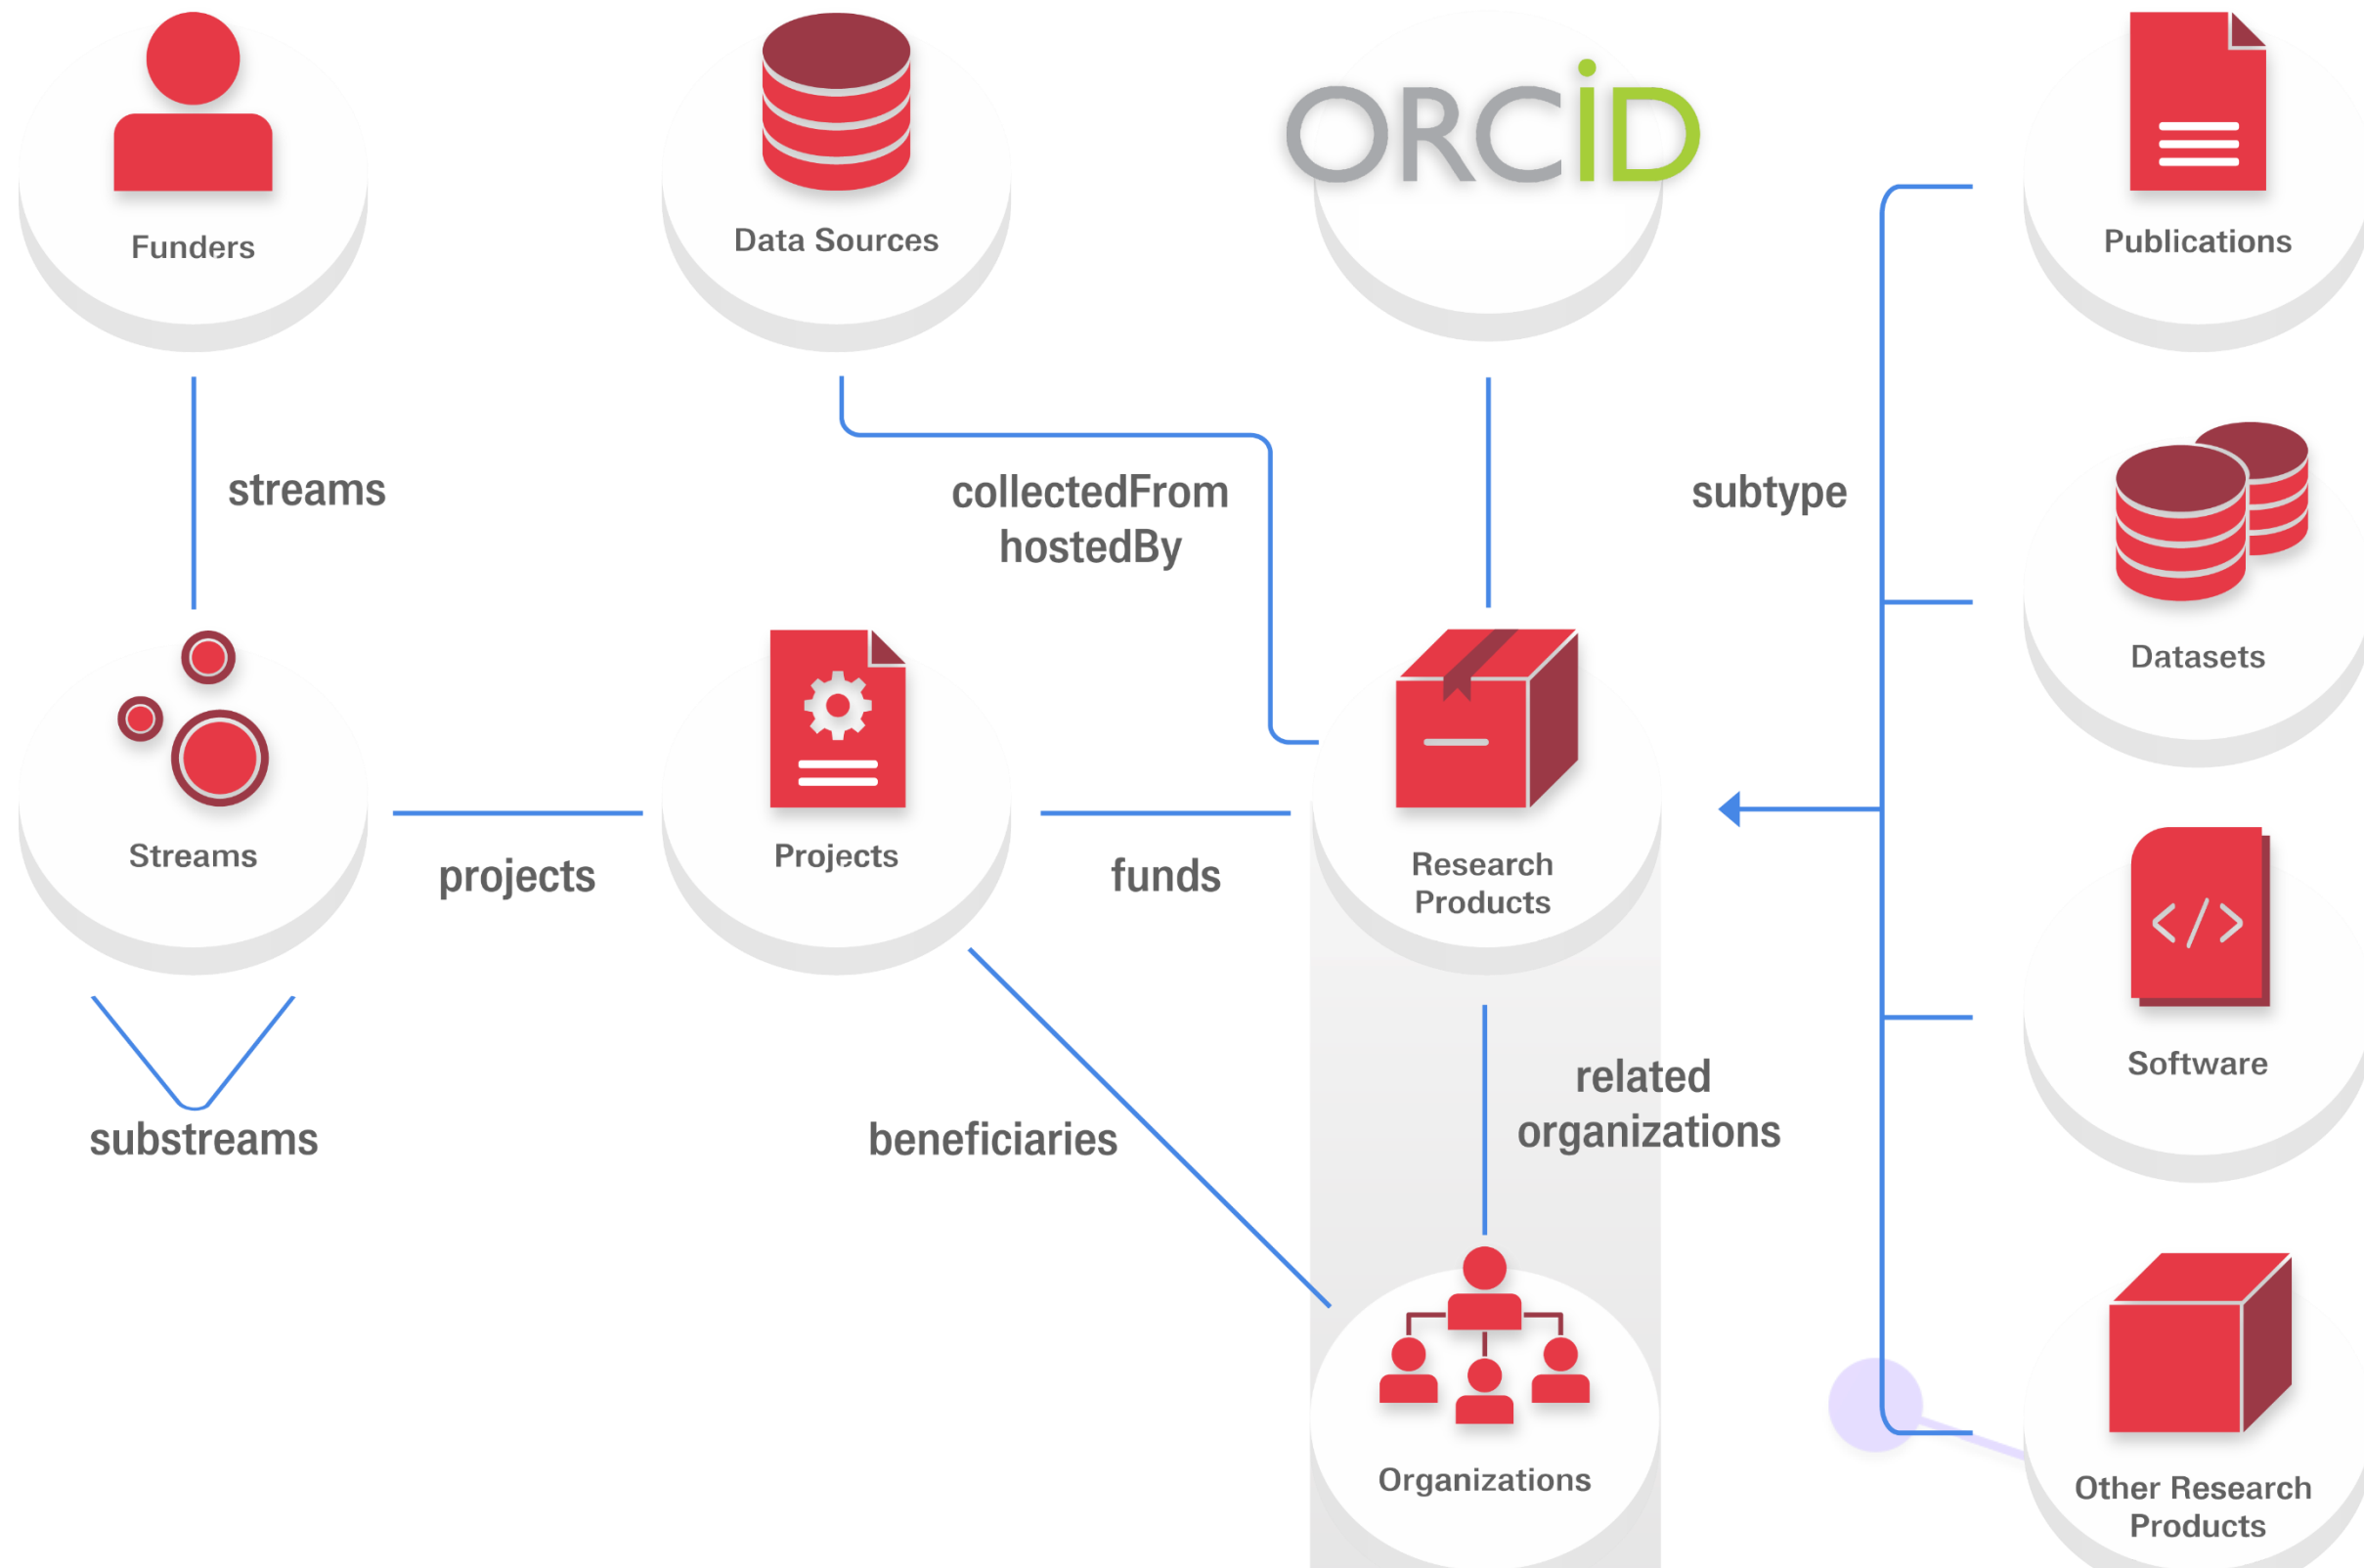 Funders
Data Sources
ORCiD
Publications
streams
collectedFrom
hostedBy
subtype
Datasets
Streams
projects
Projects
funds
Research
Products
Software
substreams
beneficiaries
related
organizations
Organizations
</>
Other Research
Products